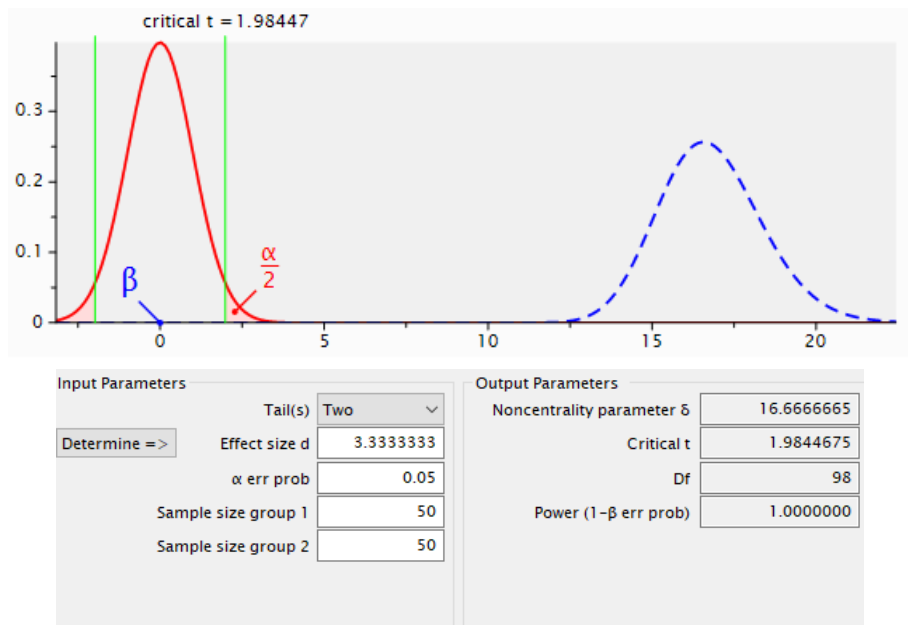 critical t = 1.98447
0.3
0.2
0.1
0
β
α
2
0 5 10 15 20
Input Parameters
Tail(s) Two
Determine => Effect size d 3.3333333
α err prob 0.05
Sample size group 1 50
Sample size group 2 50
Output Parameters
Noncentrality parameter δ 16.6666665
Critical t 1.9844675
Df 98
Power (1-β err prob) 1.0000000